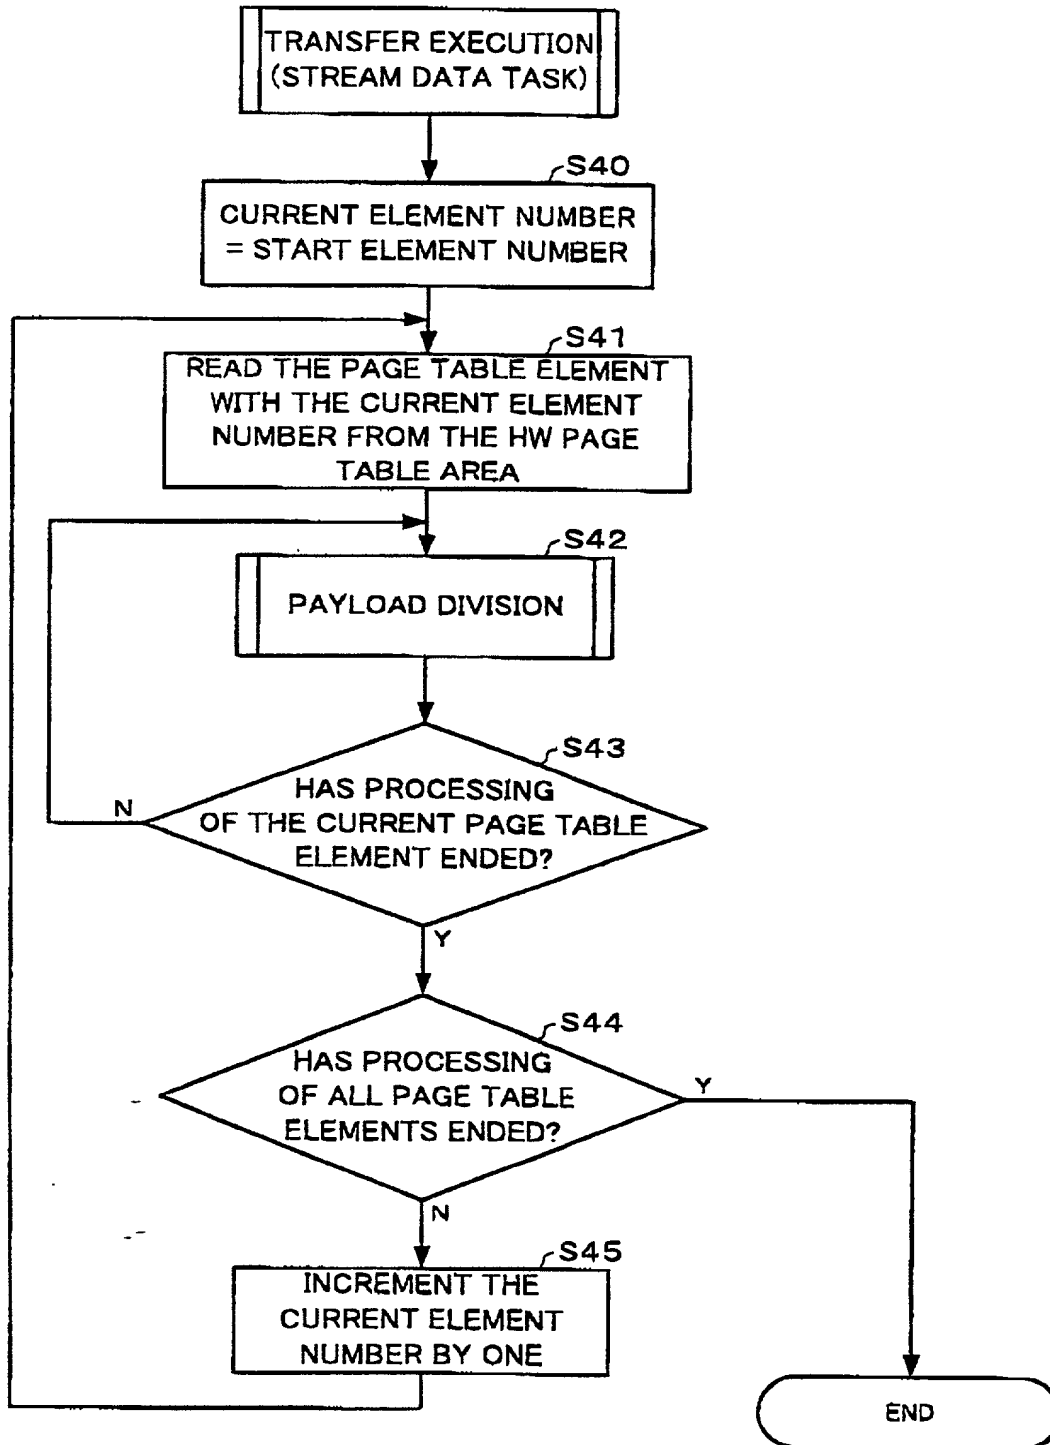 TRANSFER EXECUTION
(STREAM DATA TASK)
S40
CURRENT ELEMENT NUMBER
= START ELEMENT NUMBER
S41
READ THE PAGE TABLE ELEMENT
WITH THE CURRENT ELEMENT
NUMBER FROM THE HW PAGE
TABLE AREA
S42
PAYLOAD DIVISION
S43
HAS PROCESSING
OF THE CURRENT PAGE TABLE
ELEMENT ENDED?
N
Y
S44
HAS PROCESSING
OF ALL PAGE TABLE
ELEMENTS ENDED?
Y
N
S45
INCREMENT THE
CURRENT ELEMENT
NUMBER BY ONE
END